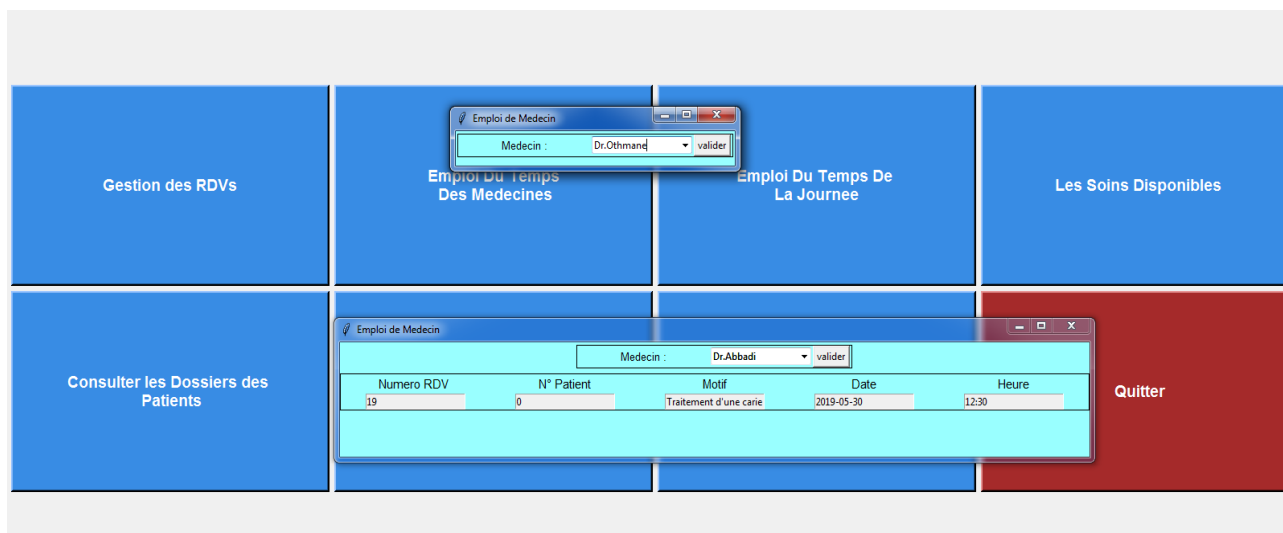 Emploi de Medecin
Medecin :
Dr.Othmane
valider
Gestion des RDVs
Emploi Du Temps
Des Medecines
Emploi Du Temps De
La Journee
Les Soins Disponibles
Consulter les Dossiers des
Patients
Emploi de Medecin
Medecin :
Dr.Abbadi
valider
Numero RDV
N° Patient
Motif
Date
Heure
19
0
Traitement d'une carie
2019-05-30
12:30
Quitter